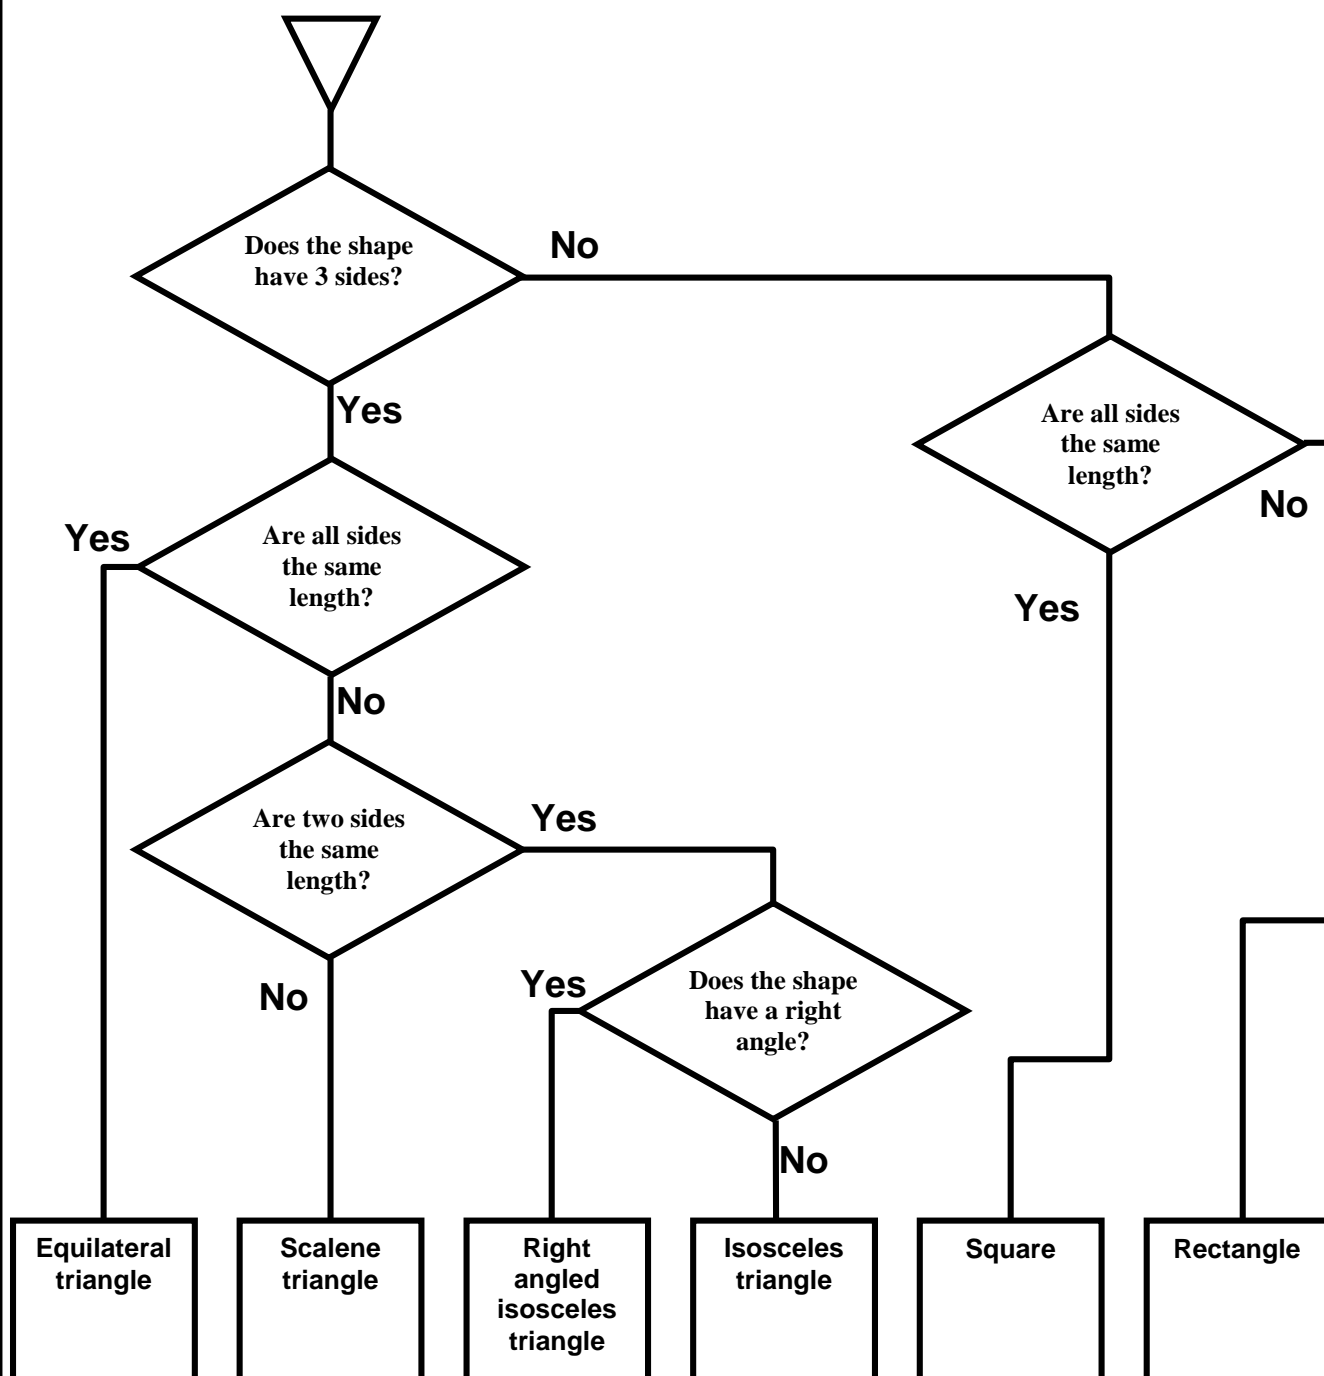 Does the shape
have 3 sides?
No
Yes
Are all sides
the same
length?
No
Yes
Yes
Are all sides
the same
length?
No
Are two sides
the same
length?
Yes
No
Yes
Does the shape
have a right
angle?
No
Equilateral
triangle
Scalene
triangle
Right
angled
isosceles
triangle
Isosceles
triangle
Square
Rectangle